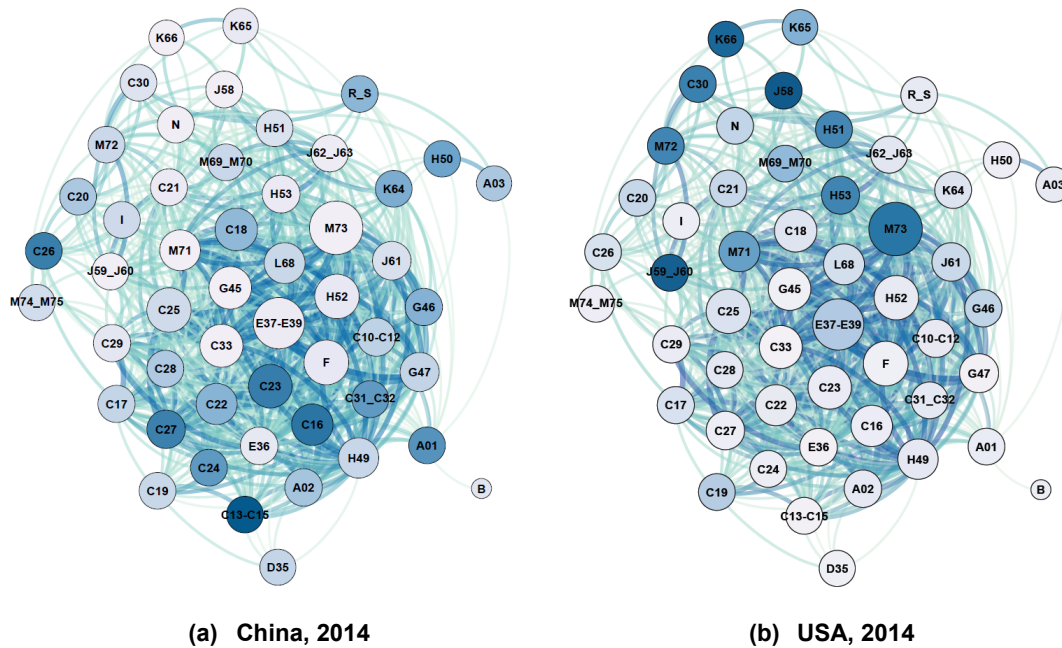 K65
K66
C30
J58
R_S
N
H51
M72
M69_M70
J62_J63
H50
C21
H53
K64
A03
C20
I
C18
M73
C26
M71
L68
J61
J59_J60
G45
H52
M74_M75
C25
E37-E39
G46
C10-C12
C29
C33
F
C28
G47
C23
C31_C32
C17
C22
C16
C27
E36
A01
H49
C24
C19
A02
B
C13-C15
D35
(a) China, 2014
K65
K66
C30
J58
R_S
N
H51
M72
M69_M70
J62_J63
H50
C21
H53
K64
A03
C20
I
C18
M73
C26
M71
L68
J61
J59_J60
G45
H52
M74_M75
C25
E37-E39
G46
C10-C12
C29
C33
F
C28
G47
C23
C31_C32
C17
C22
C16
C27
E36
A01
H49
C24
C19
A02
B
C13-C15
D35
(b) USA, 2014